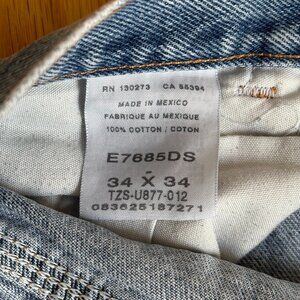 RN 130273 CA 55394
MADE IN MEXICO
FABRIQUE AU MEXIQUE
100% COTTON / COTON
E7885DS
-
34 X 34
TZS-U877-012
083625187271